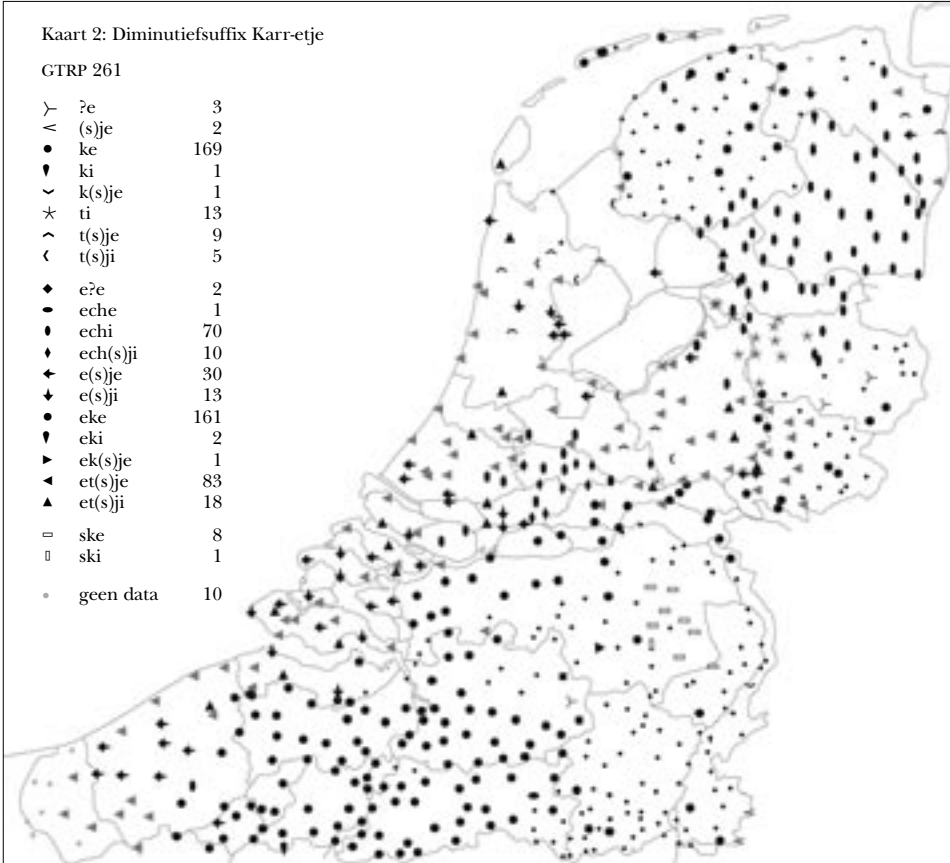 Kaart 2: Diminutiefsuffix Karr-etje
GTRP 261
?e 3
(s)je 2
ke 169
ki 1
k(s)je 1
ti 13
t(s)je 9
t(s)ji 5
e?e 2
eche 1
echi 70
ech(s)ji 10
e(s)je 30
e(s)ji 13
eke 161
eki 2
ek(s)je 1
et(s)je 83
et(s)ji 18
ske 8
ski 1
geen data 10